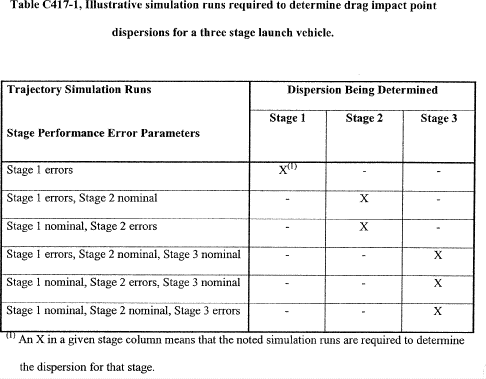 Table C417-1, Illustrative simulation runs required to determine drag impact point
dispersions for a three stage launch vehicle.
Trajectory Simulation Runs
Dispersion Being Determined
Stage Performance Error Parameters
Stage 1 Stage 2 Stage 3
Stage 1 errors X(1) - -
Stage 1 errors, Stage 2 nominal - X -
Stage 1 nominal, Stage 2 errors - X -
Stage 1 errors, Stage 2 nominal, Stage 3 nominal - - X
Stage 1 nominal, Stage 2 errors, Stage 3 nominal - - X
Stage 1 nominal, Stage 2 nominal, Stage 3 errors - - X
(1) An X in a given stage column means that the noted simulation runs are required to determine
the dispersion for that stage.